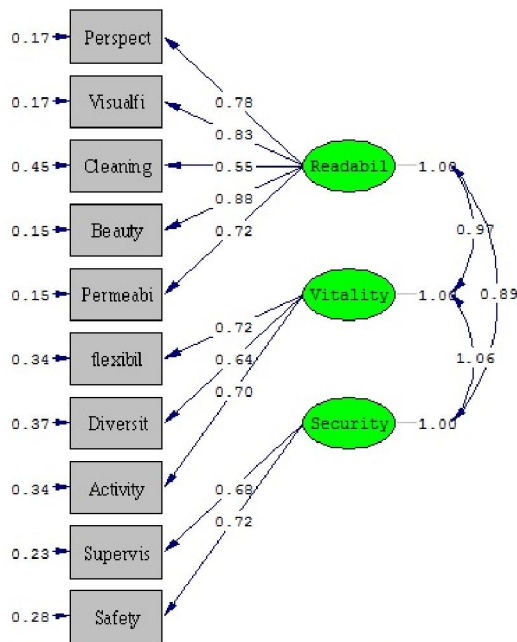 0.17 Perspect
0.78
0.17 Visualfi
0.83
0.45 Cleaning 0.55 Readabil 1.00
0.88
0.15 Beauty 0.72
0.97
0.15 Permeabi Vitality 1.00 0.89
0.72
0.34 flexibil 0.64
1.06
0.70
0.37 Diversit Security 1.00
0.34 Activity 0.68
0.72
0.23 Supervis
0.28 Safety